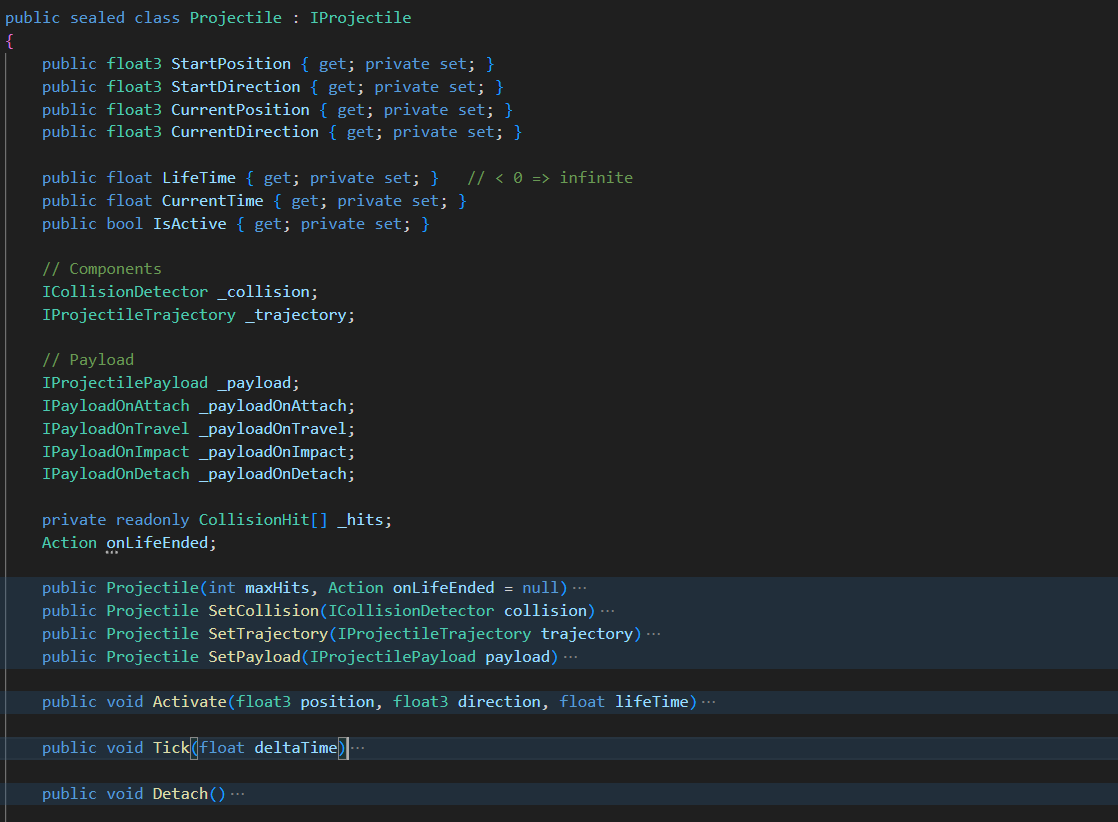 public sealed class Projectile : IProjectile
{
public float3 StartPosition { get; private set; }
public float3 StartDirection { get; private set; }
public float3 CurrentPosition { get; private set; }
public float3 CurrentDirection { get; private set; }
public float LifeTime { get; private set; } // < 0 => infinite
public float CurrentTime { get; private set; }
public bool IsActive { get; private set; }
// Components
ICollisionDetector _collision;
IProjectileTrajectory _trajectory;
// Payload
IProjectilePayload _payload;
IPayloadOnAttach _payloadOnAttach;
IPayloadOnTravel _payloadOnTravel;
IPayloadOnImpact _payloadOnImpact;
IPayloadOnDetach _payloadOnDetach;
private readonly CollisionHit[] _hits;
Action onLifeEnded;
public Projectile(int maxHits, Action onLifeEnded = null)···
public Projectile SetCollision(ICollisionDetector collision)···
public Projectile SetTrajectory(IProjectileTrajectory trajectory)···
public Projectile SetPayload(IProjectilePayload payload)···
public void Activate(float3 position, float3 direction, float lifeTime)···
public void Tick(float deltaTime)···
public void Detach()···